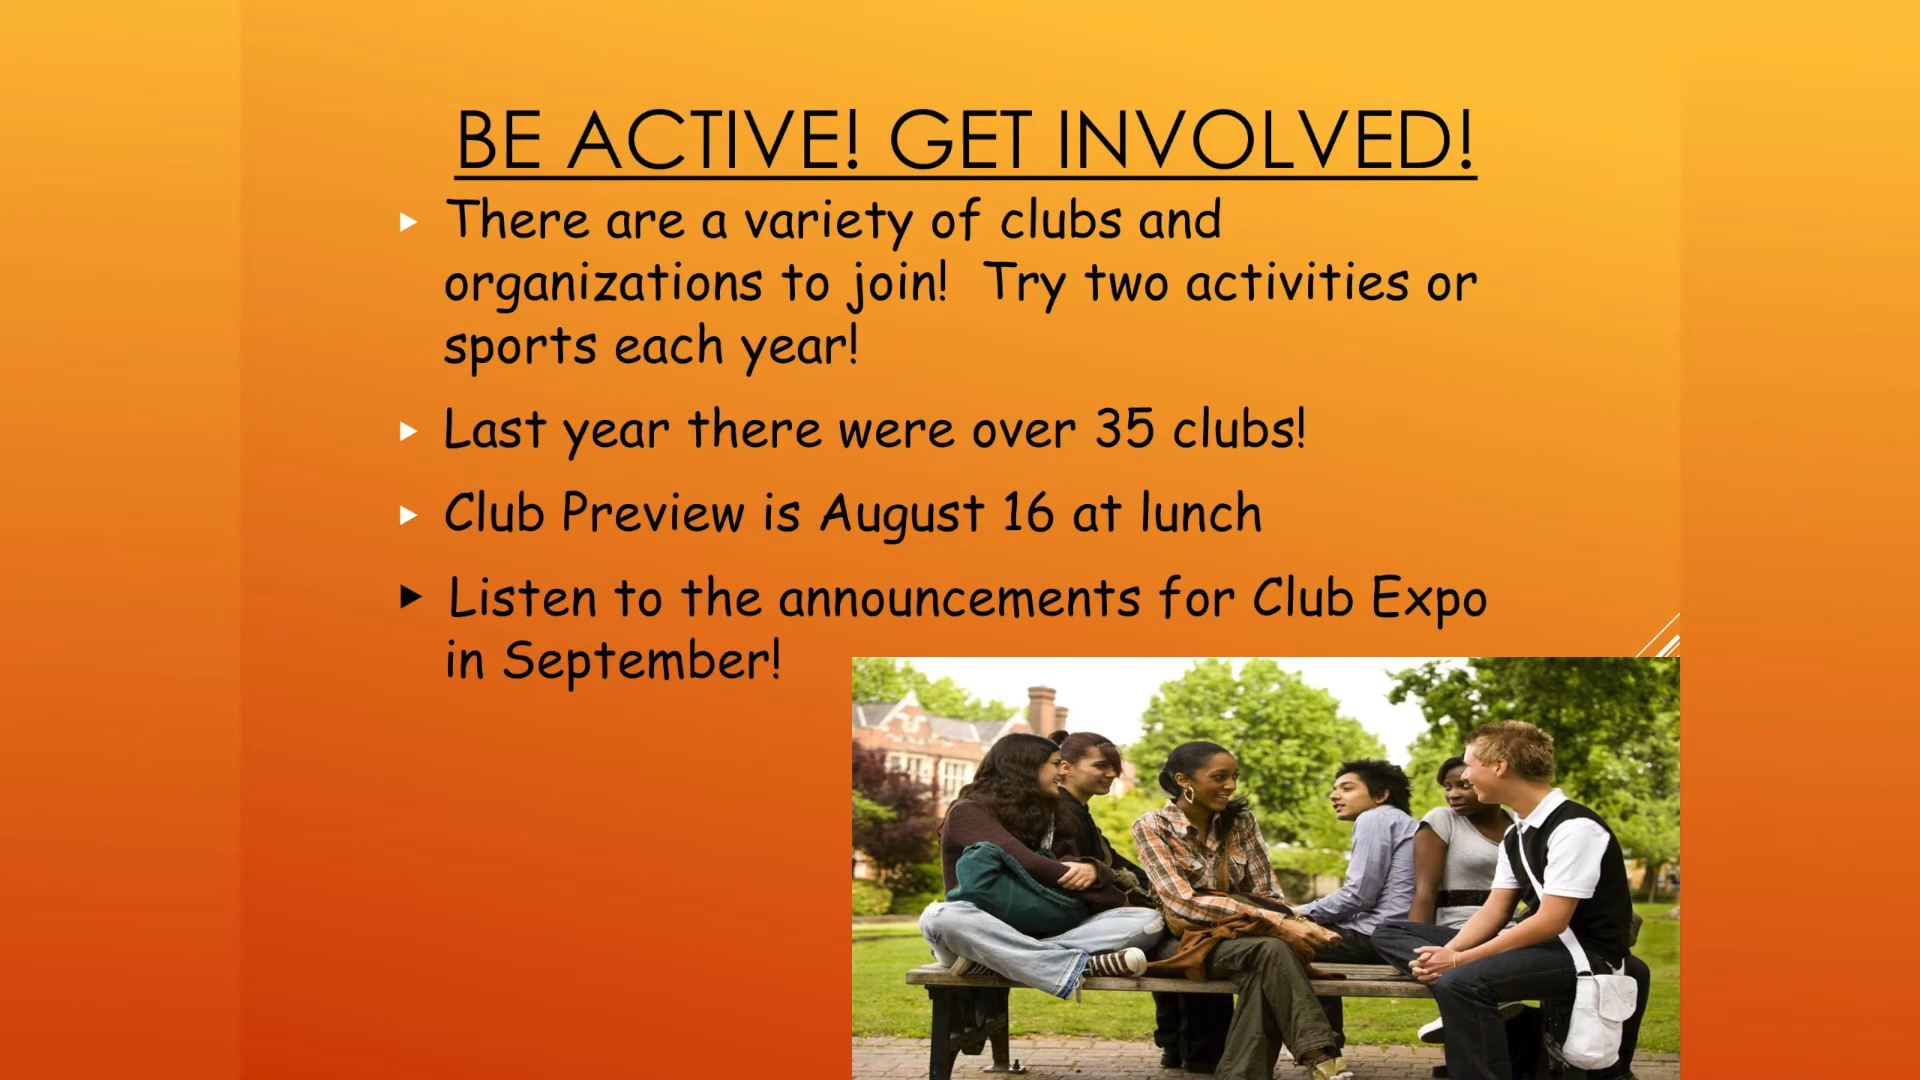 BE ACTIVE! GET INVOLVED!
There are a variety of clubs and
organizations to join!  Try two activities or
sports each year!
Last year there were over 35 clubs!
Club Preview is August 16 at lunch
Listen to the announcements for Club Expo
in September!